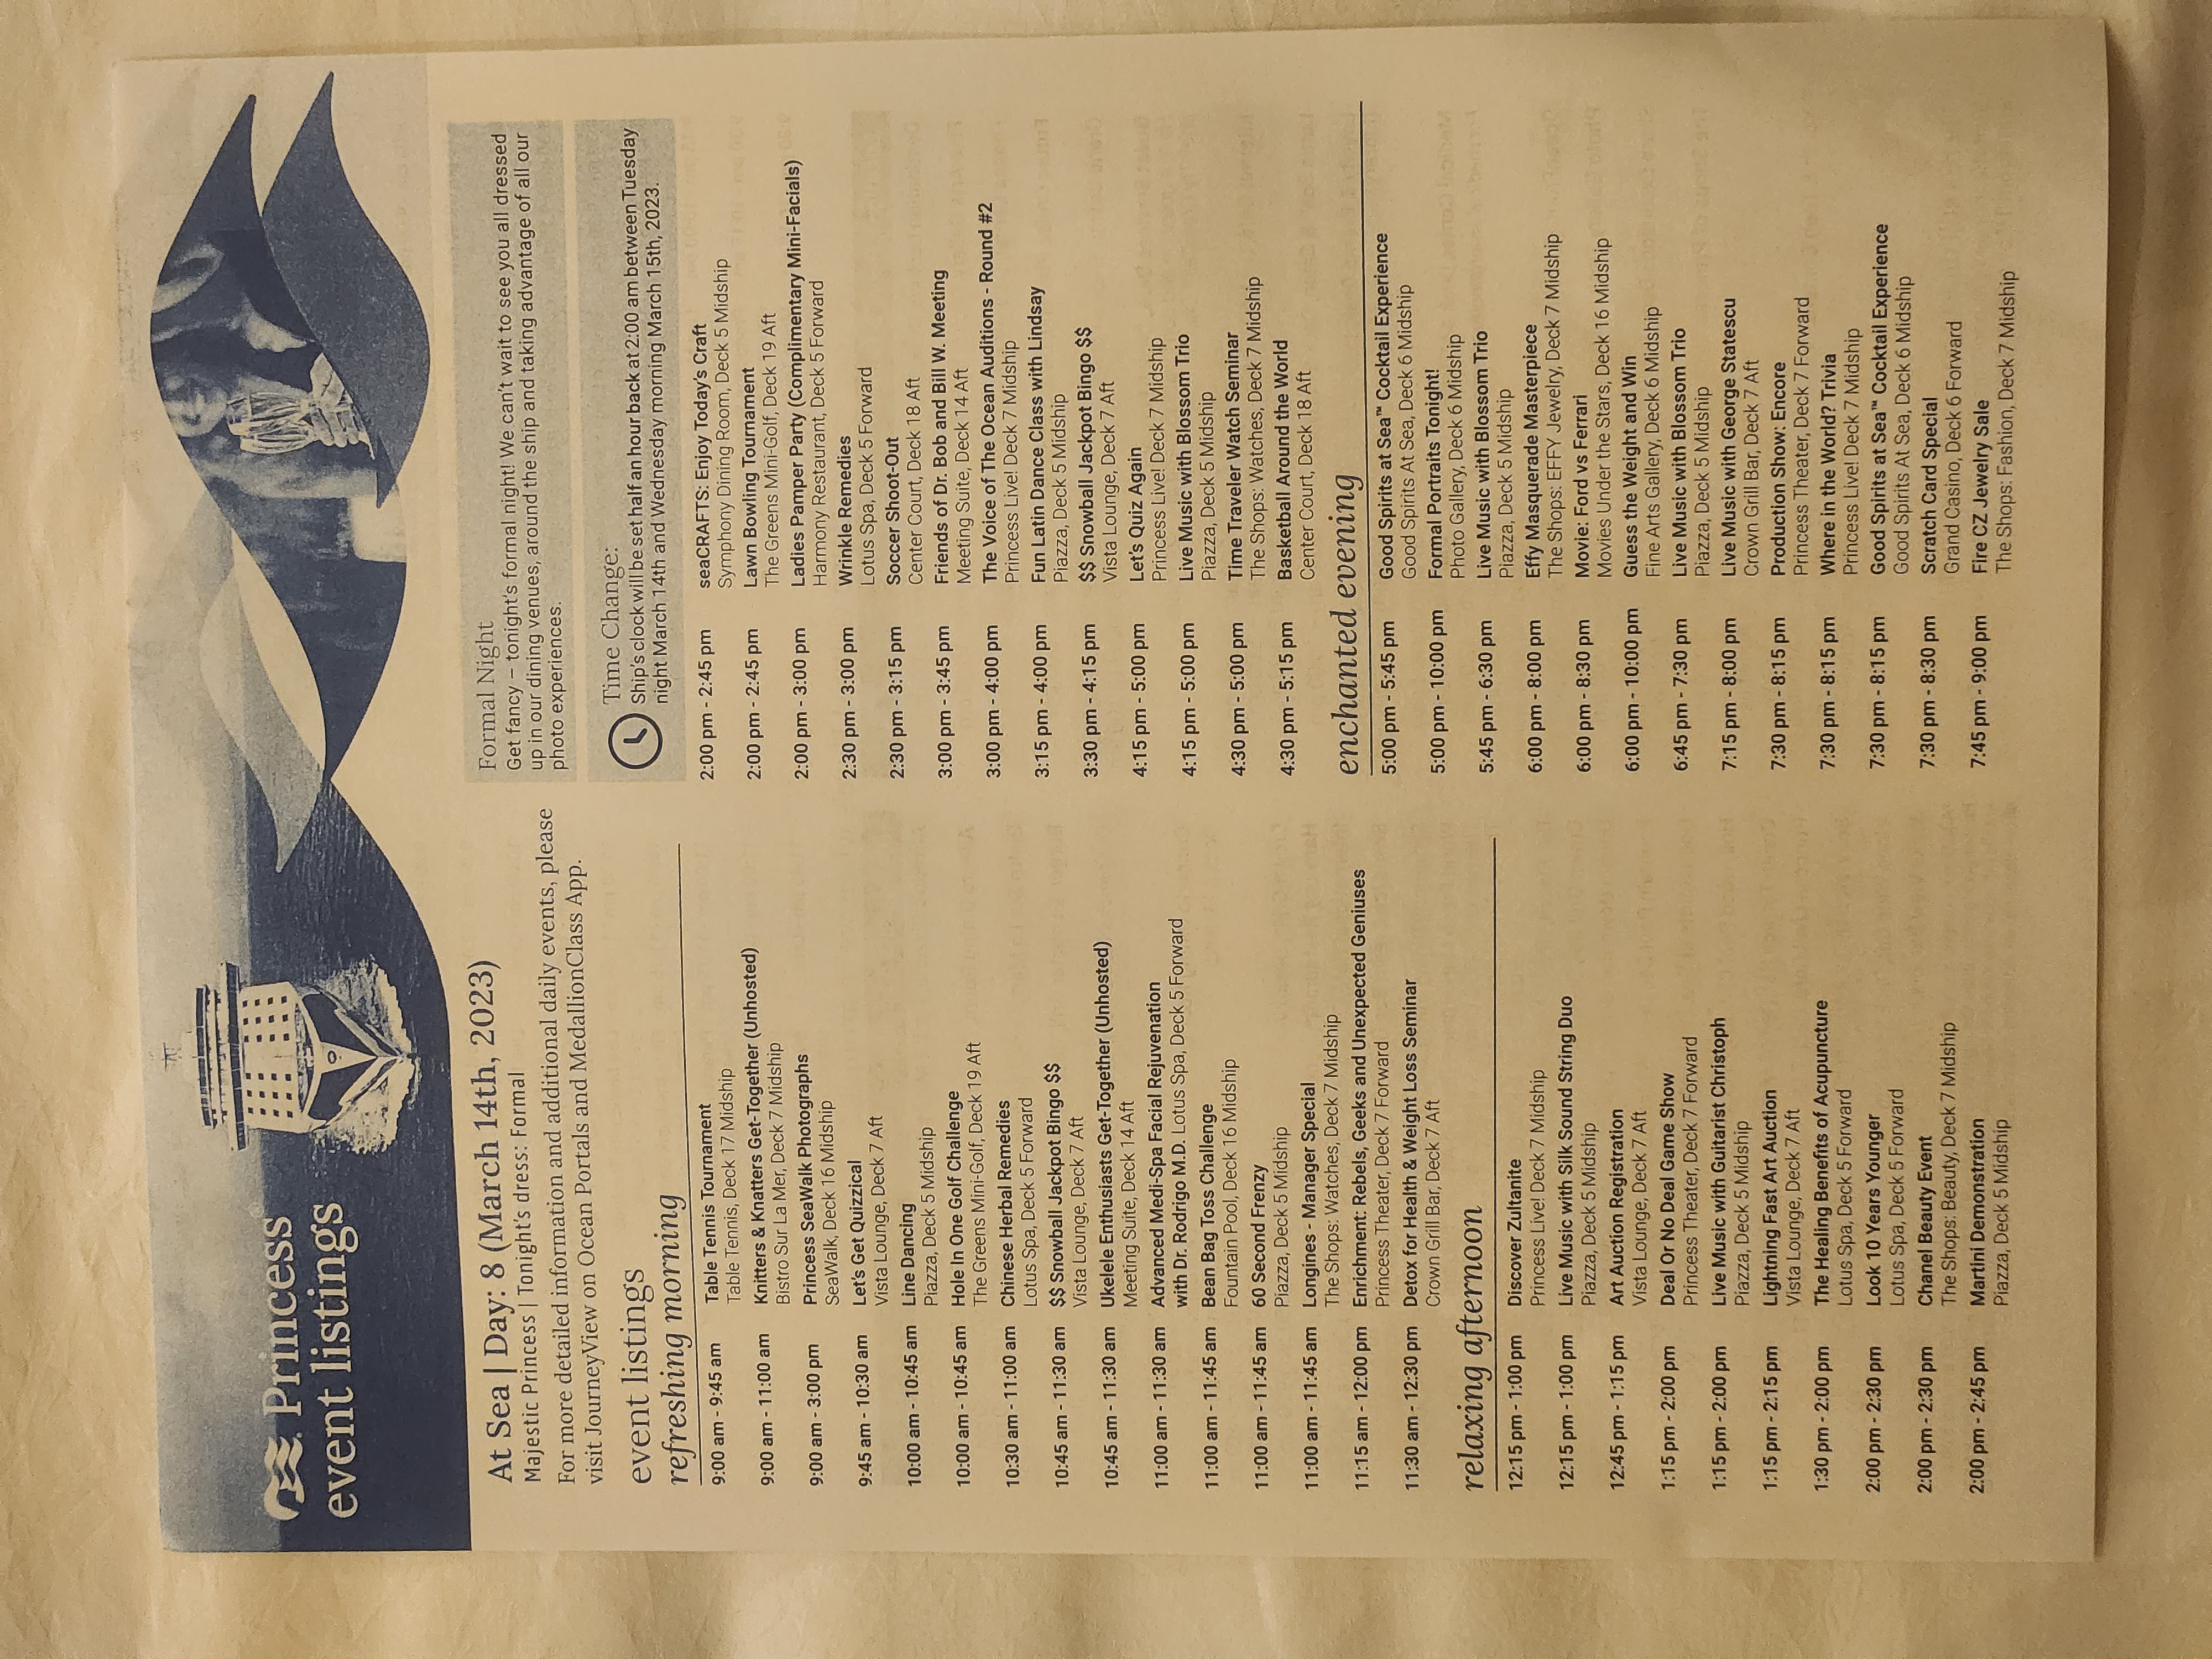 Princess
event listings
At Sea | Day: 8 (March 14th, 2023)
Majestic Princess | Tonight's dress: Formal
For more detailed information and additional daily events, please
visit JourneyView on Ocean Portals and MedallionClass App.
event listings
refreshing morning
9:00 am - 9:45 am Table Tennis Tournament
Table Tennis, Deck 17 Midship
9:00 am - 11:00 am Knitters & Knatters Get-Together (Unhosted)
Bistro Sur La Mer, Deck 7 Midship
9:00 am - 3:00 pm Princess SeaWalk Photographs
SeaWalk, Deck 16 Midship
9:45 am - 10:30 am Let's Get Quizzical
Vista Lounge, Deck 7 Aft
10:00 am - 10:45 am Line Dancing
Piazza, Deck 5 Midship
10:00 am - 10:45 am Hole In One Golf Challenge
The Greens Mini-Golf, Deck 19 Aft
10:30 am - 11:00 am Chinese Herbal Remedies
Lotus Spa, Deck 5 Forward
10:45 am - 11:30 am $$ Snowball Jackpot Bingo $$
Vista Lounge, Deck 7 Aft
10:45 am - 11:30 am Ukelele Enthusiasts Get-Together (Unhosted)
Meeting Suite, Deck 14 Aft
11:00 am - 11:30 am Advanced Medi-Spa Facial Rejuvenation
with Dr. Rodrigo M.D. Lotus Spa, Deck 5 Forward
11:00 am - 11:45 am Bean Bag Toss Challenge
Fountain Pool, Deck 16 Midship
11:00 am - 11:45 am 60 Second Frenzy
Piazza, Deck 5 Midship
11:00 am - 11:45 am Longines - Manager Special
The Shops: Watches, Deck 7 Midship
11:15 am - 12:00 pm Enrichment: Rebels, Geeks and Unexpected Geniuses
Princess Theater, Deck 7 Forward
11:30 am - 12:30 pm Detox for Health & Weight Loss Seminar
Crown Grill Bar, Deck 7 Aft
relaxing afternoon
12:15 pm - 1:00 pm Discover Zultanite
Princess Live! Deck 7 Midship
12:15 pm - 1:00 pm Live Music with Silk Sound String Duo
Piazza, Deck 5 Midship
12:45 pm - 1:15 pm Art Auction Registration
Vista Lounge, Deck 7 Aft
1:15 pm - 2:00 pm Deal Or No Deal Game Show
Princess Theater, Deck 7 Forward
1:15 pm - 2:00 pm Live Music with Guitarist Christoph
Piazza, Deck 5 Midship
1:15 pm - 2:15 pm Lightning Fast Art Auction
Vista Lounge, Deck 7 Aft
1:30 pm - 2:00 pm The Healing Benefits of Acupuncture
Lotus Spa, Deck 5 Forward
2:00 pm - 2:30 pm Look 10 Years Younger
Lotus Spa, Deck 5 Forward
2:00 pm - 2:30 pm Chanel Beauty Event
The Shops: Beauty, Deck 7 Midship
2:00 pm - 2:45 pm Martini Demonstration
Piazza, Deck 5 Midship
Formal Night
Get fancy – tonight's formal night! We can't wait to see you all dressed
up in our dining venues, around the ship and taking advantage of all our
photo experiences.
Time Change:
Ship's clock will be set half an hour back at 2:00 am between Tuesday
night March 14th and Wednesday morning March 15th, 2023.
2:00 pm - 2:45 pm seaCRAFTS: Enjoy Today's Craft
Symphony Dining Room, Deck 5 Midship
2:00 pm - 2:45 pm Lawn Bowling Tournament
The Greens Mini-Golf, Deck 19 Aft
2:00 pm - 3:00 pm Ladies Pamper Party (Complimentary Mini-Facials)
Harmony Restaurant, Deck 5 Forward
2:30 pm - 3:00 pm Wrinkle Remedies
Lotus Spa, Deck 5 Forward
2:30 pm - 3:15 pm Soccer Shoot-Out
Center Court, Deck 18 Aft
3:00 pm - 3:45 pm Friends of Dr. Bob and Bill W. Meeting
Meeting Suite, Deck 14 Aft
3:00 pm - 4:00 pm The Voice of The Ocean Auditions - Round #2
Princess Live! Deck 7 Midship
3:15 pm - 4:00 pm Fun Latin Dance Class with Lindsay
Piazza, Deck 5 Midship
3:30 pm - 4:15 pm $$ Snowball Jackpot Bingo $$
Vista Lounge, Deck 7 Aft
4:15 pm - 5:00 pm Let's Quiz Again
Princess Live! Deck 7 Midship
4:15 pm - 5:00 pm Live Music with Blossom Trio
Piazza, Deck 5 Midship
4:30 pm - 5:00 pm Time Traveler Watch Seminar
The Shops: Watches, Deck 7 Midship
4:30 pm - 5:15 pm Basketball Around the World
Center Court, Deck 18 Aft
enchanted evening
5:00 pm - 5:45 pm Good Spirits at Sea™ Cocktail Experience
Good Spirits At Sea, Deck 6 Midship
5:00 pm - 10:00 pm Formal Portraits Tonight!
Photo Gallery, Deck 6 Midship
5:45 pm - 6:30 pm Live Music with Blossom Trio
Piazza, Deck 5 Midship
6:00 pm - 8:00 pm Effy Masquerade Masterpiece
The Shops: EFFY Jewelry, Deck 7 Midship
6:00 pm - 8:30 pm Movie: Ford vs Ferrari
Movies Under the Stars, Deck 16 Midship
6:00 pm - 10:00 pm Guess the Weight and Win
Fine Arts Gallery, Deck 6 Midship
6:45 pm - 7:30 pm Live Music with Blossom Trio
Piazza, Deck 5 Midship
7:15 pm - 8:00 pm Live Music with George Statescu
Crown Grill Bar, Deck 7 Aft
7:30 pm - 8:15 pm Production Show: Encore
Princess Theater, Deck 7 Forward
7:30 pm - 8:15 pm Where in the World? Trivia
Princess Live! Deck 7 Midship
7:30 pm - 8:15 pm Good Spirits at Sea™ Cocktail Experience
Good Spirits At Sea, Deck 6 Midship
7:30 pm - 8:30 pm Scratch Card Special
Grand Casino, Deck 6 Forward
7:45 pm - 9:00 pm Fire CZ Jewelry Sale
The Shops: Fashion, Deck 7 Midship